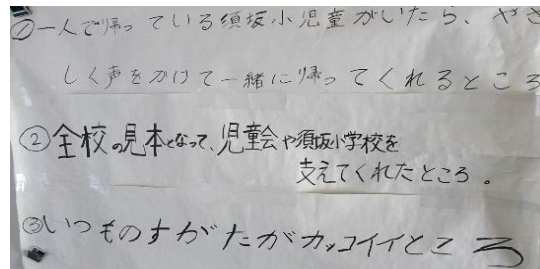 ①一人で帰っている須坂小児童がいたら、やさ
しく声をかけて一緒に帰ってくれるところ
②全校の見本となって、児童会や須坂小学校を
支えてくれたところ。
③いつものすがたがカッコイイところ